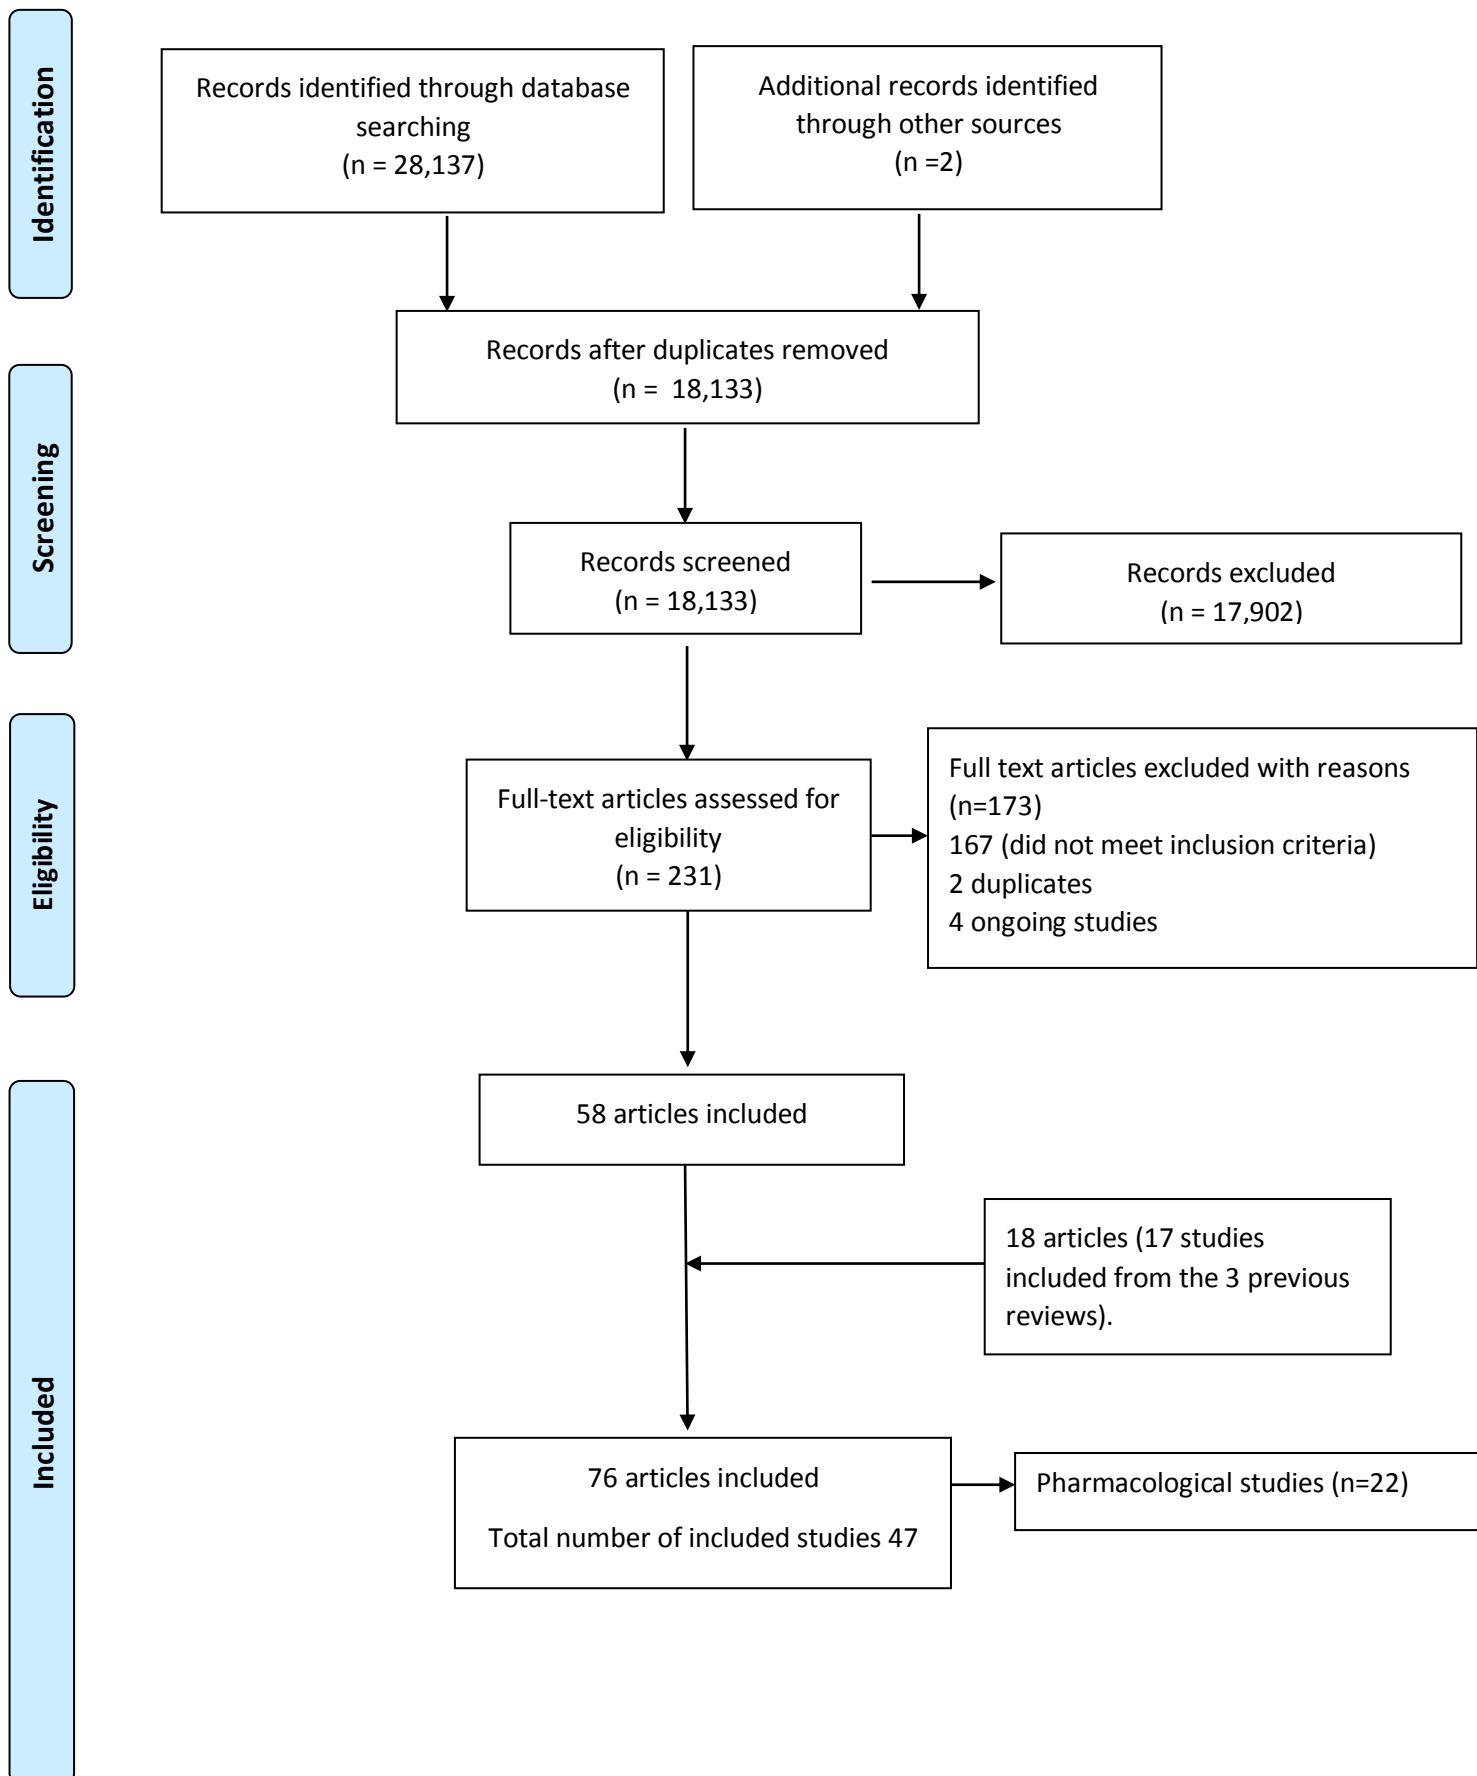 Identification
Records identified through database
searching
(n = 28,137)
Additional records identified
through other sources
(n =2)
Records after duplicates removed
(n =  18,133)
Screening
Records screened
(n = 18,133)
Records excluded
(n = 17,902)
Eligibility
Full-text articles assessed for
eligibility
(n = 231)
Full text articles excluded with reasons
(n=173)
167 (did not meet inclusion criteria)
2 duplicates
4 ongoing studies
Included
58 articles included
18 articles (17 studies
included from the 3 previous
reviews).
76 articles included
Total number of included studies 47
Pharmacological studies (n=22)